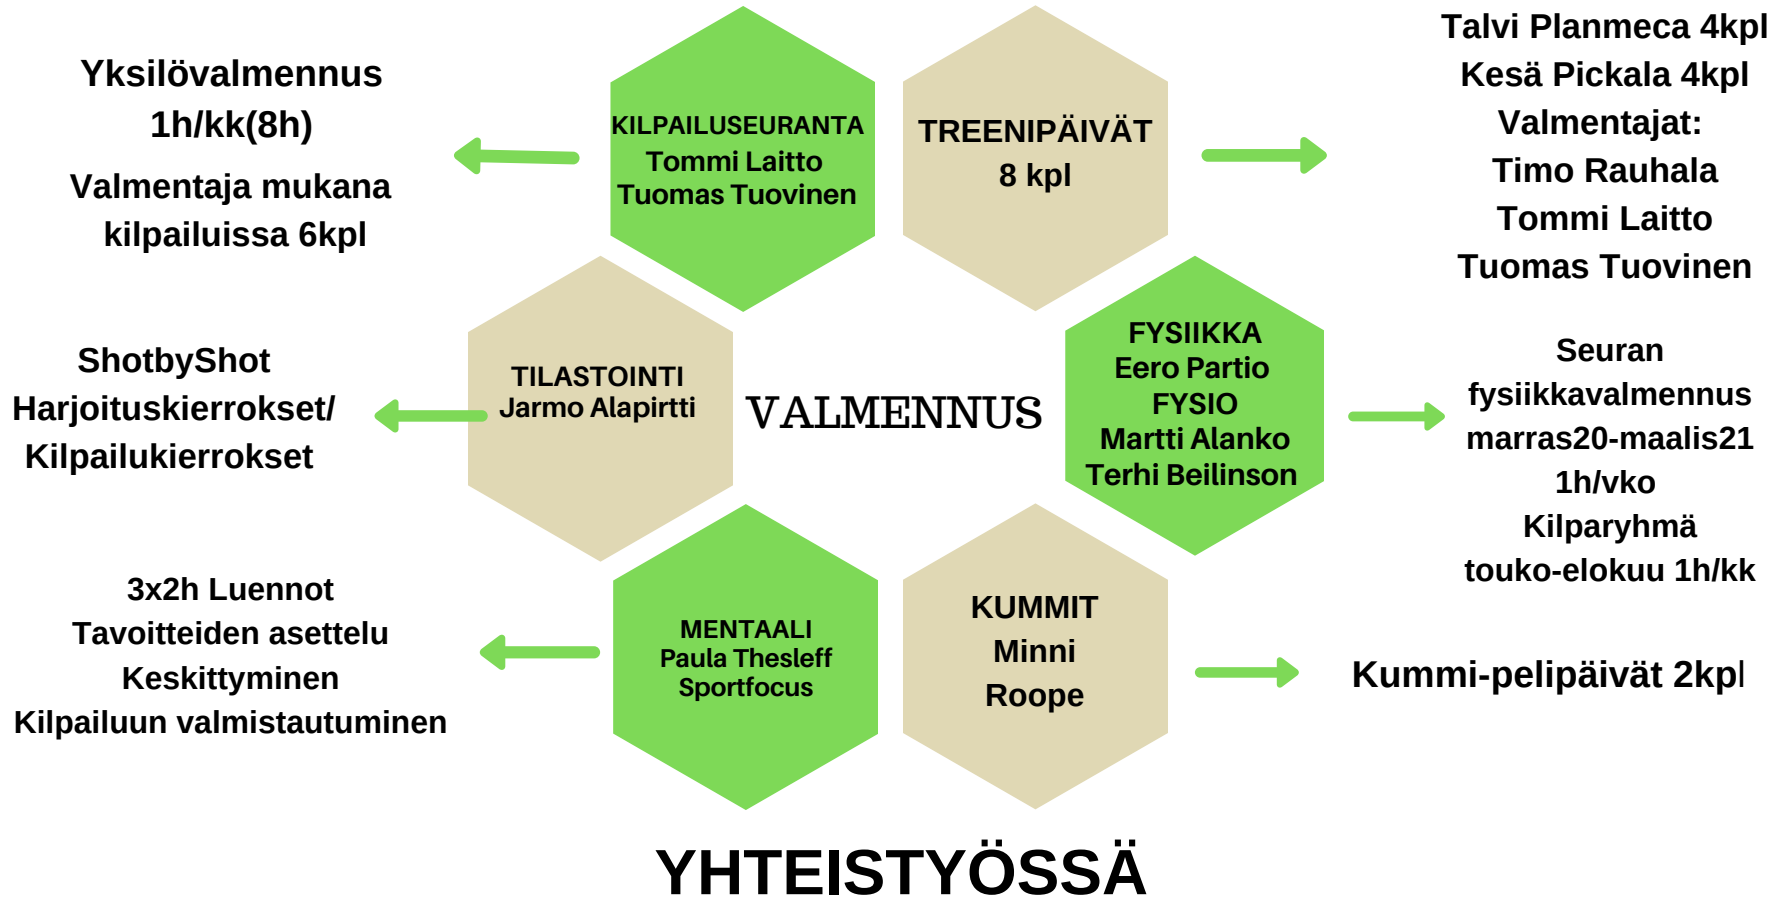 Yksilövalmennus
1h/kk(8h)
Valmentaja mukana
kilpailuissa 6kpl
KILPAILUSEURANTA
Tommi Laitto
Tuomas Tuovinen
TREENIPÄIVÄT
8 kpl
Talvi Planmeca 4kpl
Kesä Pickala 4kpl
Valmentajat:
Timo Rauhala
Tommi Laitto
Tuomas Tuovinen
ShotbyShot
Harjoituskierrokset/
Kilpailukierrokset
TILASTOINTI
Jarmo Alapirtti
VALMENNUS
FYSIIKKA
Eero Partio
FYSIO
Martti Alanko
Terhi Beilinson
Seuran
fysiikkavalmennus
marras20-maalis21
1h/vko
Kilparyhmä
touko-elokuu 1h/kk
3x2h Luennot
Tavoitteiden asettelu
Keskittyminen
Kilpailuun valmistautuminen
MENTAALI
Paula Thesleff
Sportfocus
KUMMIT
Minni
Roope
Kummi-pelipäivät 2kpl
YHTEISTYÖSSÄ